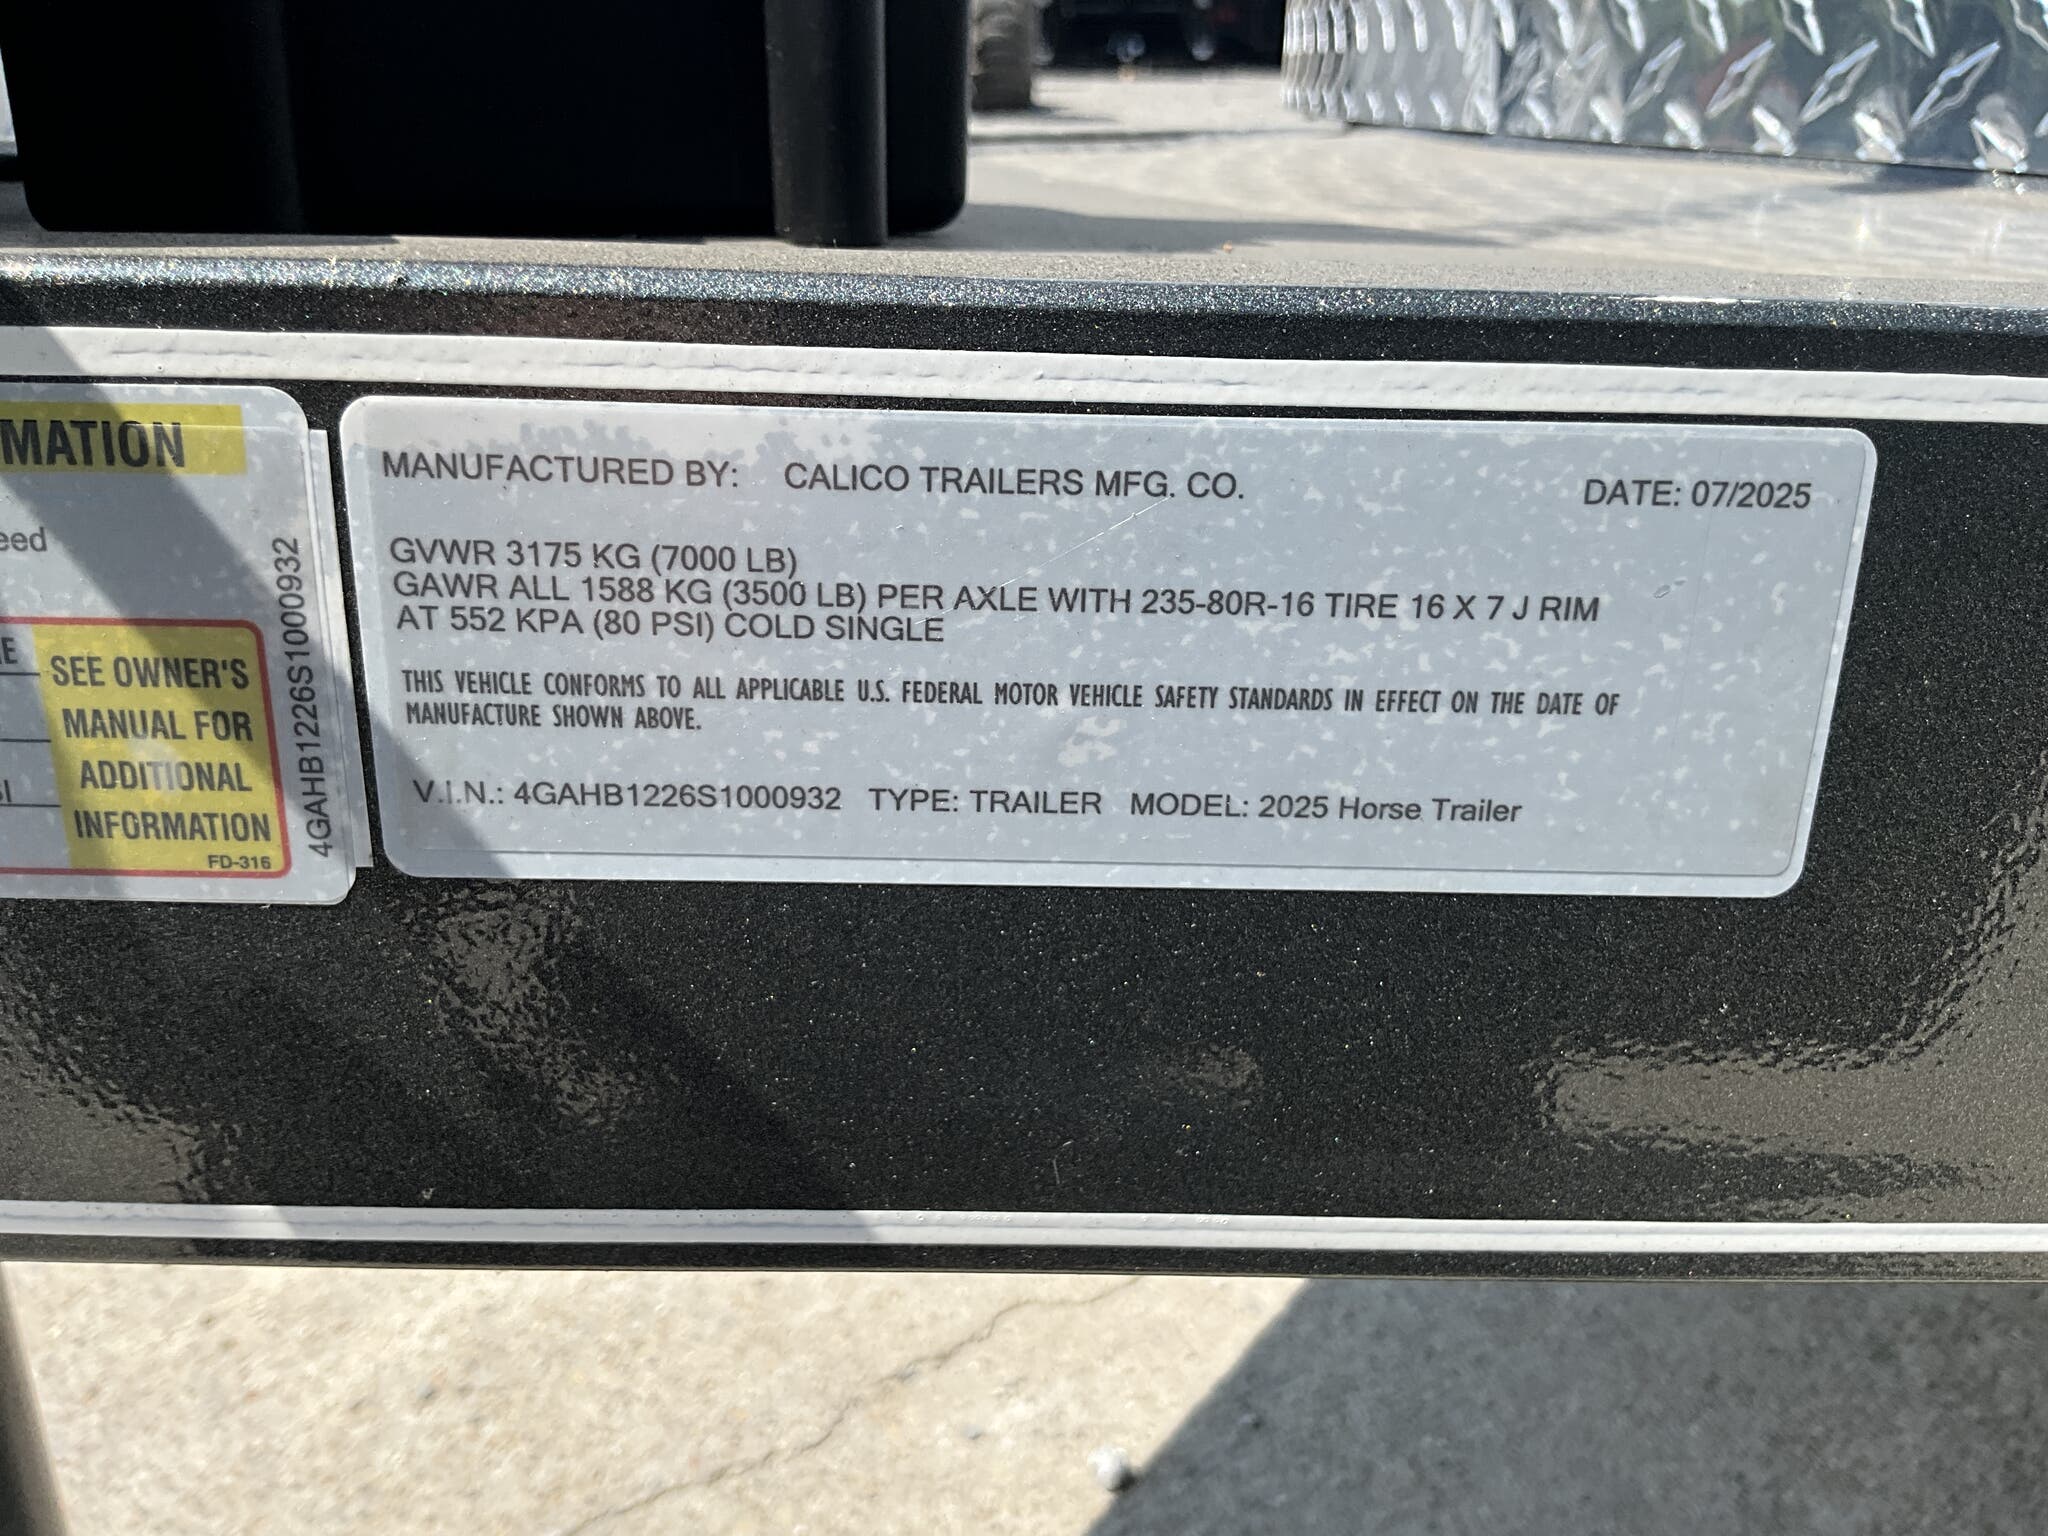 MATION
eed
SEE OWNER'S
MANUAL FOR
ADDITIONAL
INFORMATION
FD-316
4GAHB1226S1000932
MANUFACTURED BY: CALICO TRAILERS MFG. CO. DATE: 07/2025
GVWR 3175 KG (7000 LB)
GAWR ALL 1588 KG (3500 LB) PER AXLE WITH 235-80R-16 TIRE 16 X 7 J RIM
AT 552 KPA (80 PSI) COLD SINGLE
THIS VEHICLE CONFORMS TO ALL APPLICABLE U.S. FEDERAL MOTOR VEHICLE SAFETY STANDARDS IN EFFECT ON THE DATE OF
MANUFACTURE SHOWN ABOVE.
V.I.N.: 4GAHB1226S1000932 TYPE: TRAILER MODEL: 2025 Horse Trailer